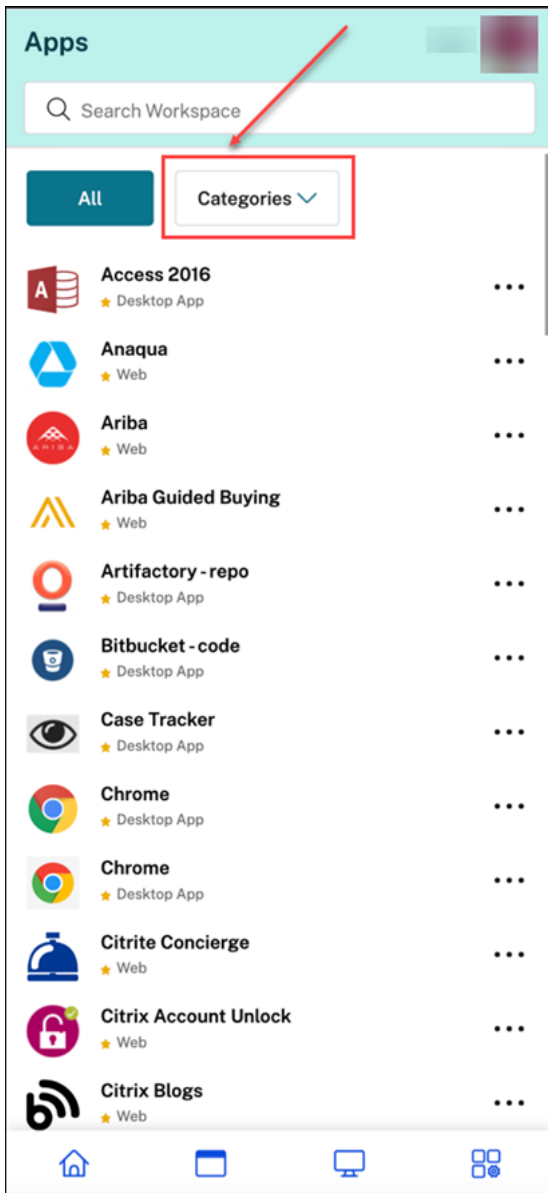 Apps
Search Workspace
All
Categories
Access 2016
Desktop App
Anaqua
Web
ARIBA
Ariba
Web
Ariba Guided Buying
Web
Artifactory - repo
Desktop App
Bitbucket - code
Desktop App
Case Tracker
Desktop App
Chrome
Desktop App
Chrome
Desktop App
Citrite Concierge
Web
Citrix Account Unlock
Web
Citrix Blogs
Web